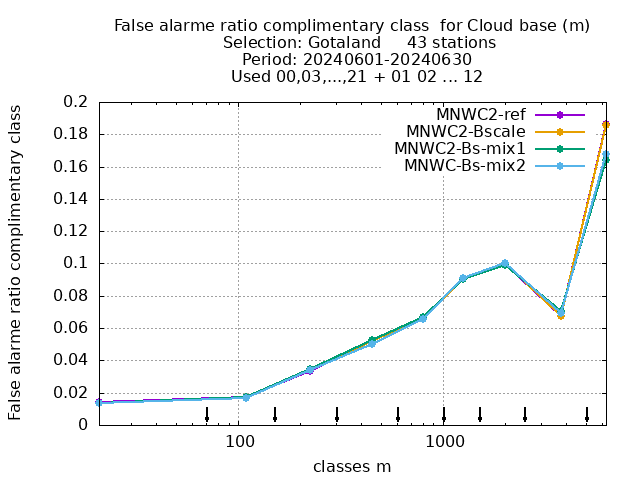 False alarme ratio complimentary class  for Cloud base (m)
Selection: Gotaland     43 stations
Period: 20240601-20240630
Used 00,03,...,21 + 01 02 ... 12
False alarme ratio complimentary class
0.2
0.18
0.16
0.14
0.12
0.1
0.08
0.06
0.04
0.02
0
MNWC2-ref
MNWC2-Bscale
MNWC2-Bs-mix1
MNWC-Bs-mix2
100
1000
classes m